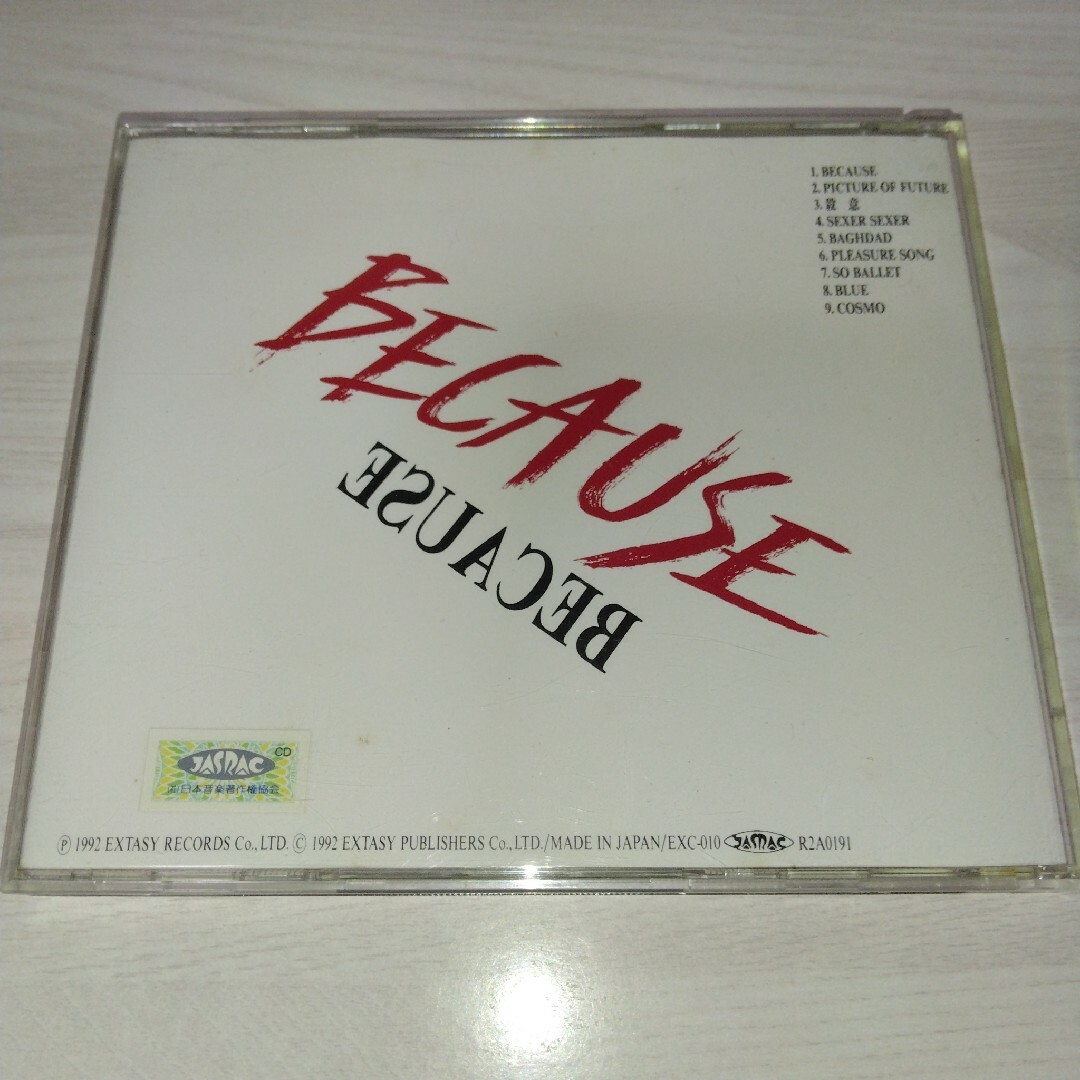 1. BECAUSE
2. PICTURE OF FUTURE
3. 殺 意
4. SEXER SEXER
5. BAGHDAD
6. PLEASURE SONG
7. SO BALLET
8. BLUE
9. COSMO
BECAUSE
BECAUSE
JASRAC CD
(社)日本音楽著作権協会
Ⓟ 1992 EXTASY RECORDS Co., LTD. © 1992 EXTASY PUBLISHERS Co., LTD./MADE IN JAPAN/EXC-010 JASRAC R2A0191